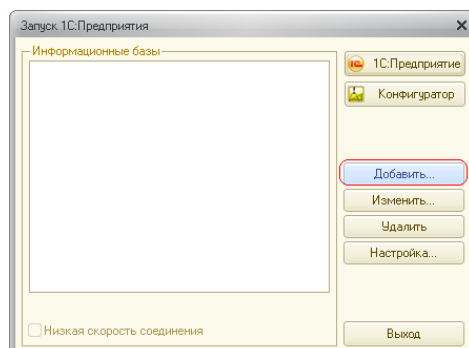 Запуск 1С:Предприятия
Информационные базы
1С:Предприятие
Конфигуратор
Добавить...
Изменить...
Удалить
Настройка...
Низкая скорость соединения
Выход